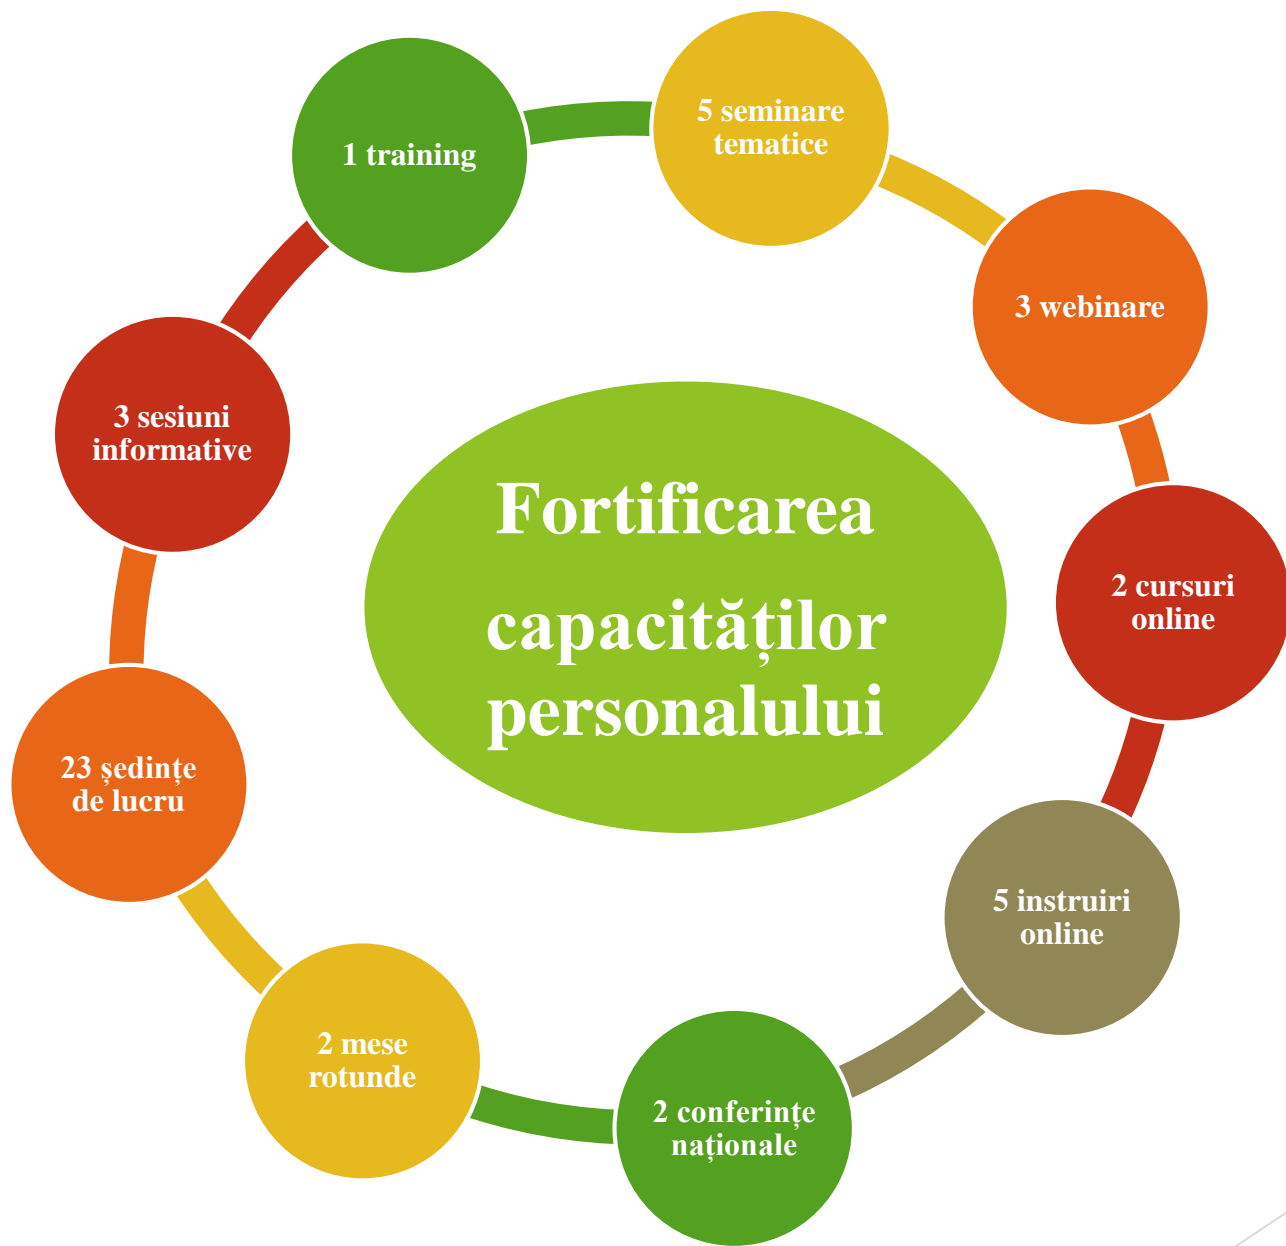 5 seminare
tematice
3 webinare
2 cursuri
online
5 instruiri
online
2 conferințe
naționale
2 mese
rotunde
23 ședințe
de lucru
3 sesiuni
informative
1 training
Fortificarea
capacităților
personalului